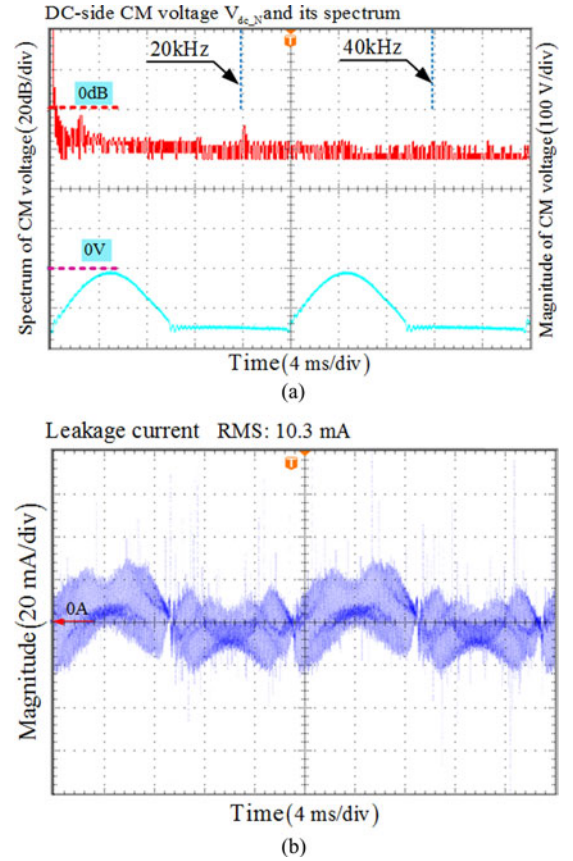 DC-side CM voltage V_dc_N and its spectrum
T
20kHz
40kHz
0dB
Spectrum of CM voltage(20dB/div)
Magnitude of CM voltage(100 V/div)
0V
Time(4 ms/div)
(a)
Leakage current RMS: 10.3 mA
T
Magnitude(20 mA/div)
0A
Time(4 ms/div)
(b)